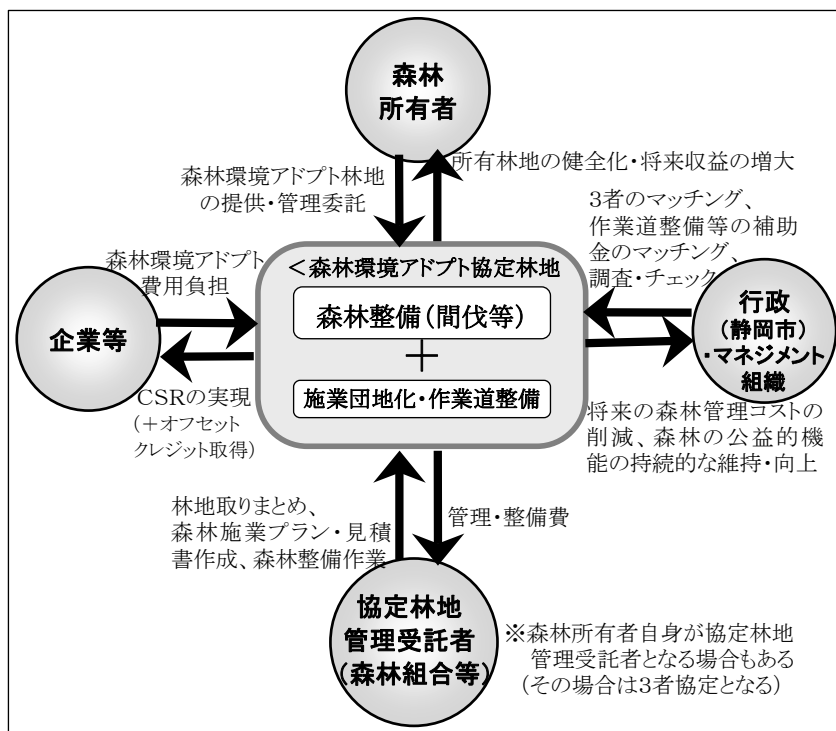 森林
所有者
森林環境アドプト林地
の提供・管理委託
所有林地の健全化・将来収益の増大
3者のマッチング、
作業道整備等の補助
金のマッチング、
調査・チェック
森林環境アドプト
費用負担
<森林環境アドプト協定林地
森林整備(間伐等)
+
施業団地化・作業道整備
企業等
行政
(静岡市)
・マネジメント
組織
CSRの実現
(+オフセット
クレジット取得)
将来の森林管理コストの
削減、森林の公益的機
能の持続的な維持・向上
林地取りまとめ、
森林施業プラン・見積
書作成、森林整備作業
管理・整備費
協定林地
管理受託者
(森林組合等)
※森林所有者自身が協定林地
管理受託者となる場合もある
(その場合は3者協定となる)